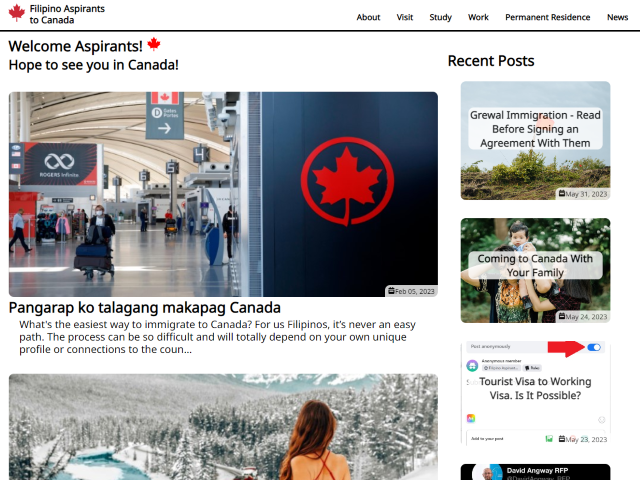 Filipino Aspirants
to Canada
About
Visit
Study
Work
Permanent Residence
News
Welcome Aspirants!
Hope to see you in Canada!
Gates
Portes
ROGERS Infinite
Feb 05, 2023
Pangarap ko talagang makapag Canada
What's the easiest way to immigrate to Canada? For us Filipinos, it's never an easy
path. The process can be so difficult and will totally depend on your own unique
profile or connections to the coun...
Recent Posts
Grewal Immigration - Read
Before Signing an
Agreement With Them
May 31, 2023
Coming to Canada With
Your Family
May 24, 2023
Post anonymously
Anonymous member
Tourist Visa to Working
Visa. Is It Possible?
Add to your post
May 23, 2023
David Angway RFP
@DavidAngway_RFP